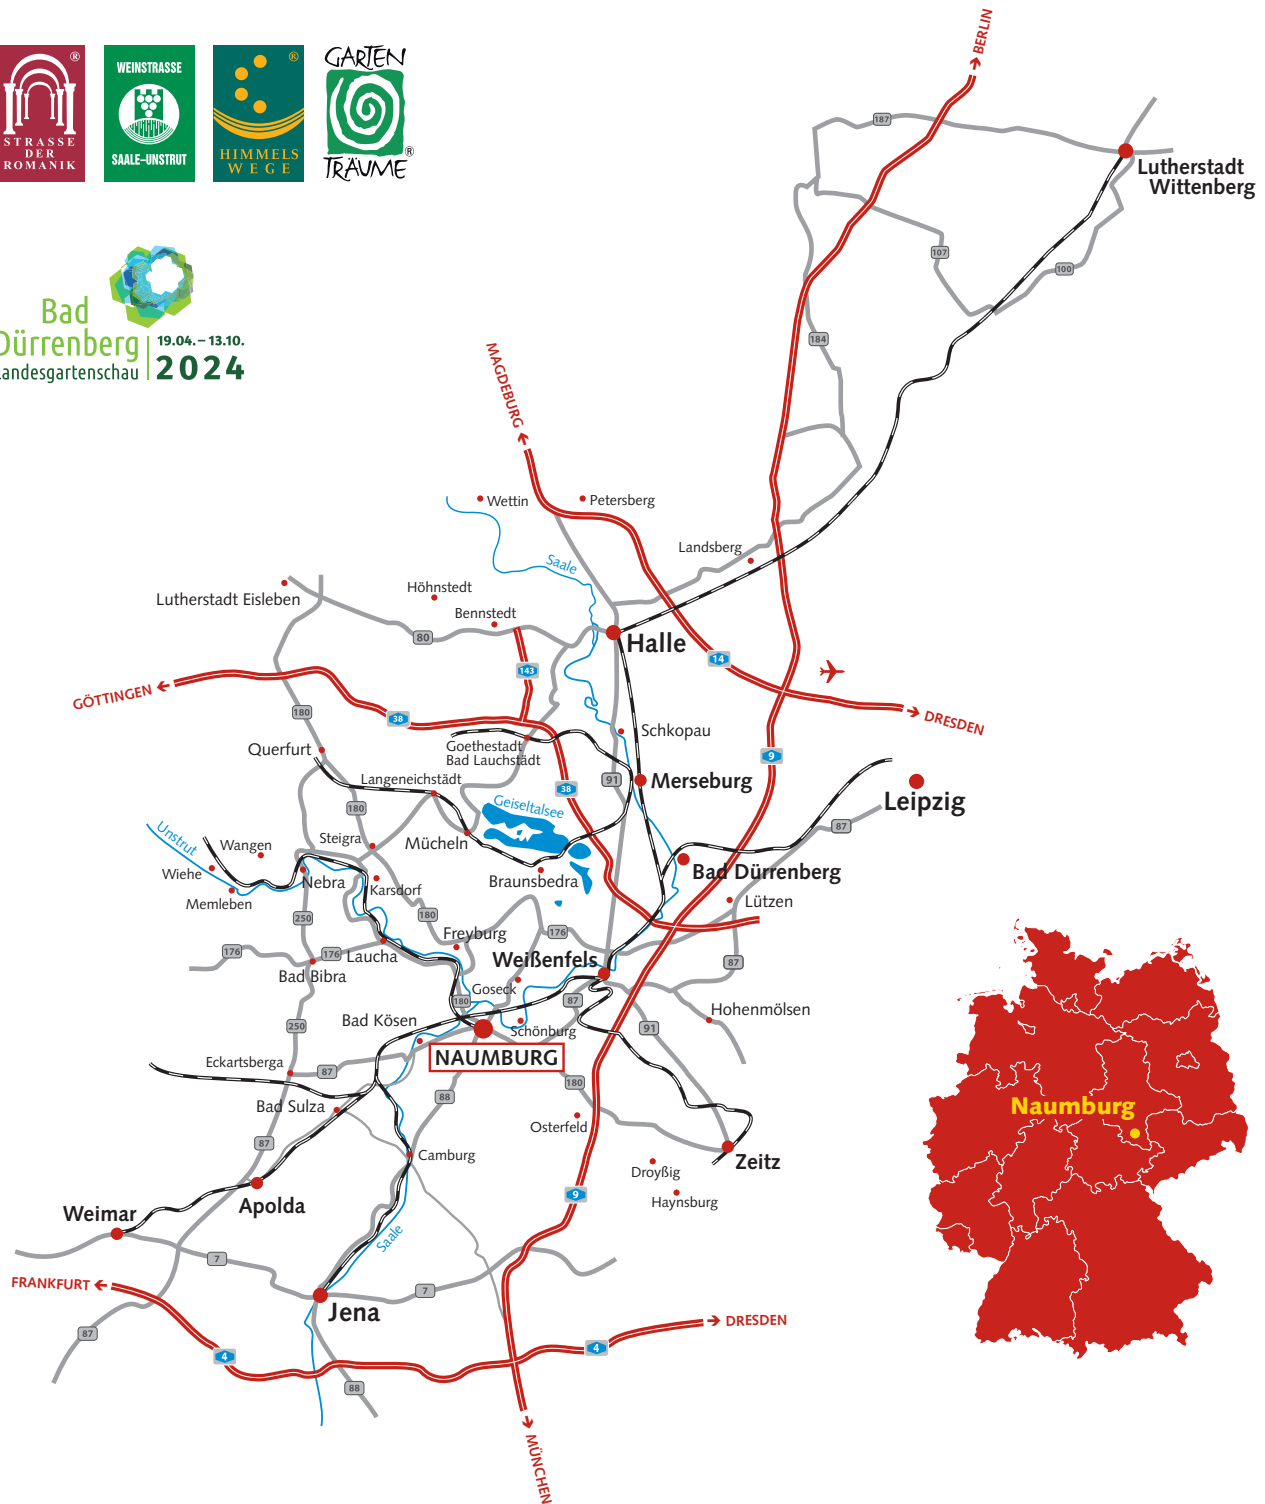 ®
STRASSE
DER
ROMANIK
WEINSTRASSE
SAALE-UNSTRUT
®
HIMMELS
WEGE
GARTEN
TRÄUME
®
Bad
Dürrenberg
Landesgartenschau
19.04.–13.10.
2024
→ BERLIN
187
Lutherstadt
Wittenberg
107
100
184
MAGDEBURG ←
Wettin
Petersberg
Landsberg
Saale
Höhnstedt
Lutherstadt Eisleben
Bennstedt
80
Halle
14
143
GÖTTINGEN ←
→ DRESDEN
180
38
Schkopau
Goethestadt
Bad Lauchstädt
Querfurt
9
Langeneichstädt
91
Merseburg
38
Leipzig
180
Geiseltalsee
87
Unstrut
Steigra
Mücheln
Wangen
Wiehe
Nebra
Karsdorf
Braunsbedra
Bad Dürrenberg
Memleben
Lützen
250
180
Freyburg
176
176
176
Laucha
Weißenfels
87
Bad Bibra
Goseck
180
87
Hohenmölsen
250
Bad Kösen
Schönburg
91
NAUMBURG
Eckartsberga
87
180
88
Bad Sulza
Naumburg
Osterfeld
87
Camburg
Zeitz
Droyßig
9
Haynsburg
Apolda
Weimar
Saale
7
FRANKFURT ←
7
Jena
→ DRESDEN
87
4
4
88
→ MÜNCHEN